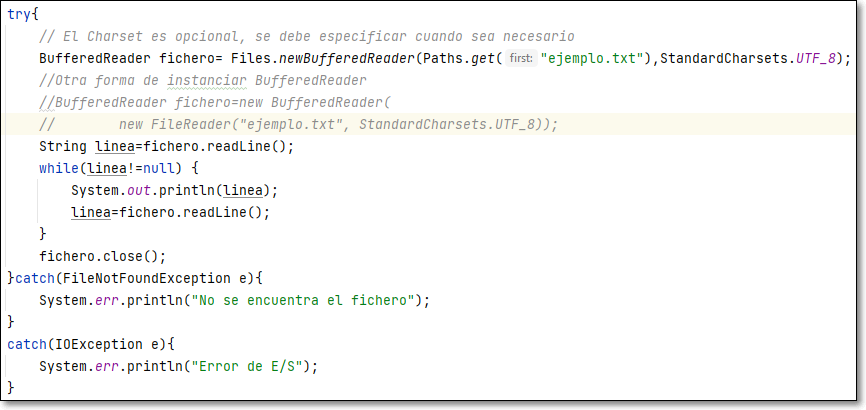 try{
// El Charset es opcional, se debe especificar cuando sea necesario
BufferedReader fichero= Files.newBufferedReader(Paths.get( first: "ejemplo.txt"),StandardCharsets.UTF_8);
//Otra forma de instanciar BufferedReader
//BufferedReader fichero=new BufferedReader(
//        new FileReader("ejemplo.txt", StandardCharsets.UTF_8));
String linea=fichero.readLine();
while(linea!=null) {
System.out.println(linea);
linea=fichero.readLine();
}
fichero.close();
}catch(FileNotFoundException e){
System.err.println("No se encuentra el fichero");
}
catch(IOException e){
System.err.println("Error de E/S");
}